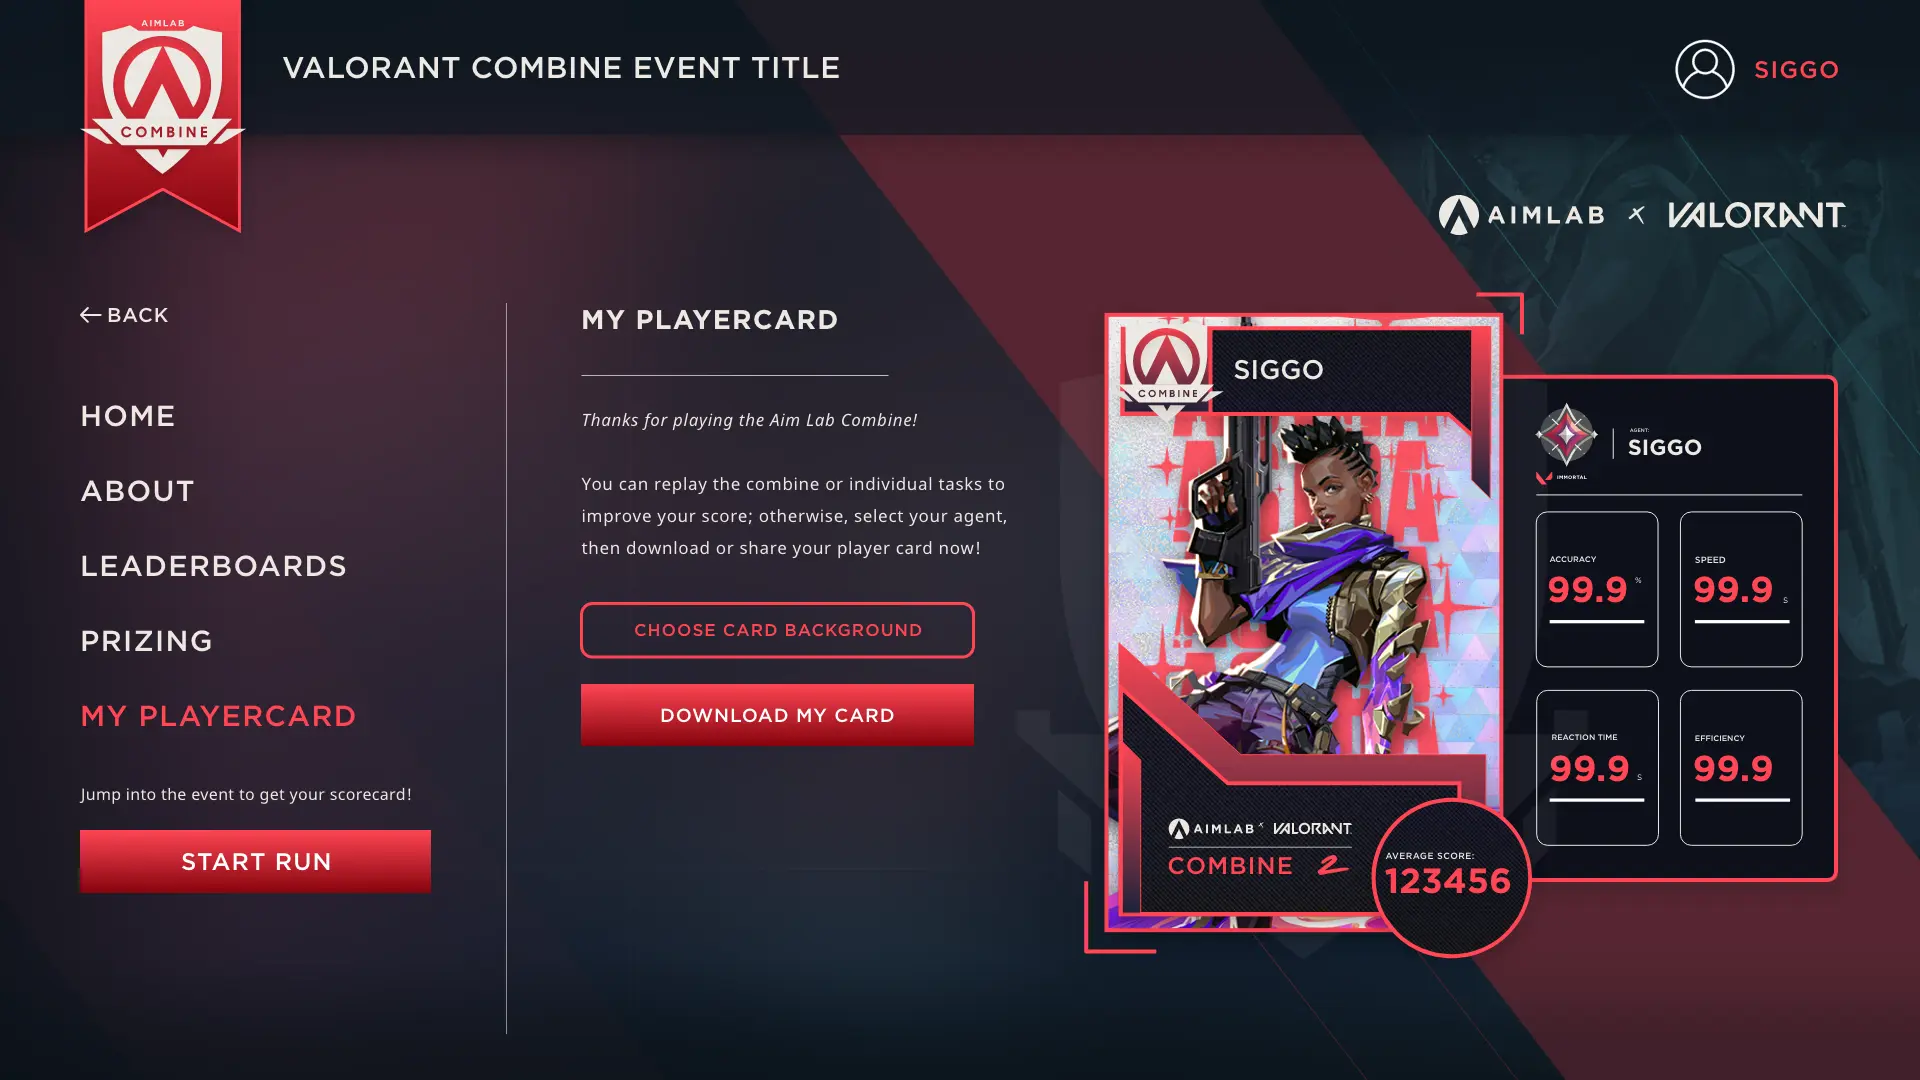 AIMLAB
COMBINE
VALORANT COMBINE EVENT TITLE
SIGGO
AIMLAB x VALORANT
BACK
HOME
ABOUT
LEADERBOARDS
PRIZING
MY PLAYERCARD
Jump into the event to get your scorecard!
START RUN
MY PLAYERCARD
Thanks for playing the Aim Lab Combine!
You can replay the combine or individual tasks to
improve your score; otherwise, select your agent,
then download or share your player card now!
CHOOSE CARD BACKGROUND
DOWNLOAD MY CARD
COMBINE
SIGGO
AIMLAB x VALORANT
COMBINE 2
AVERAGE SCORE:
123456
IMMORTAL
AGENT:
SIGGO
ACCURACY
99.9 %
SPEED
99.9 S
REACTION TIME
99.9 S
EFFICIENCY
99.9